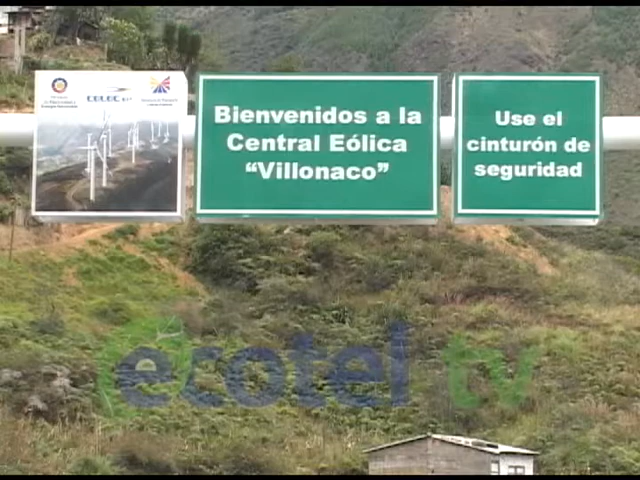 CELEC
Bienvenidos a la
Central Eólica
“Villonaco”
Use el
cinturón de
seguridad
ecotel tv